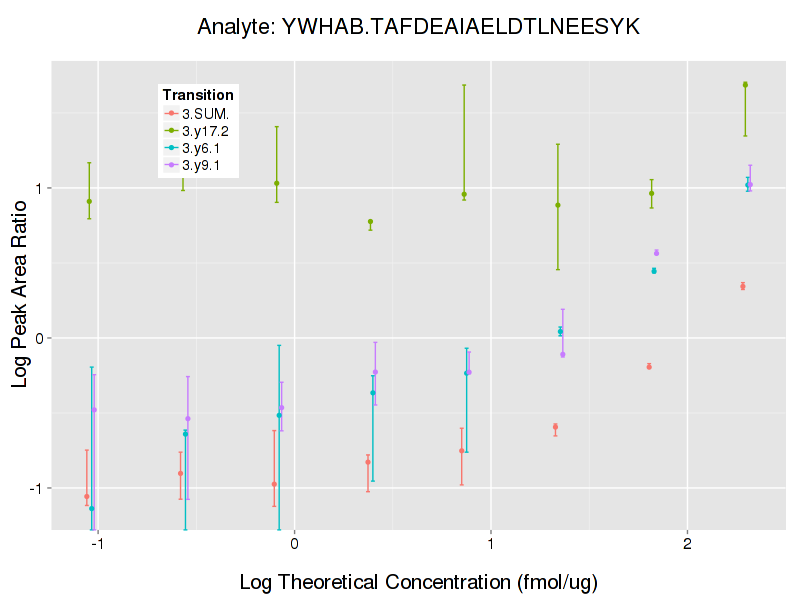 Analyte: YWHAB.TAFDEAIAELDTLNEESYK
Transition
3.SUM.
3.y17.2
3.y6.1
3.y9.1
Log Peak Area Ratio
1
0
-1
-1 0 1 2
Log Theoretical Concentration (fmol/ug)